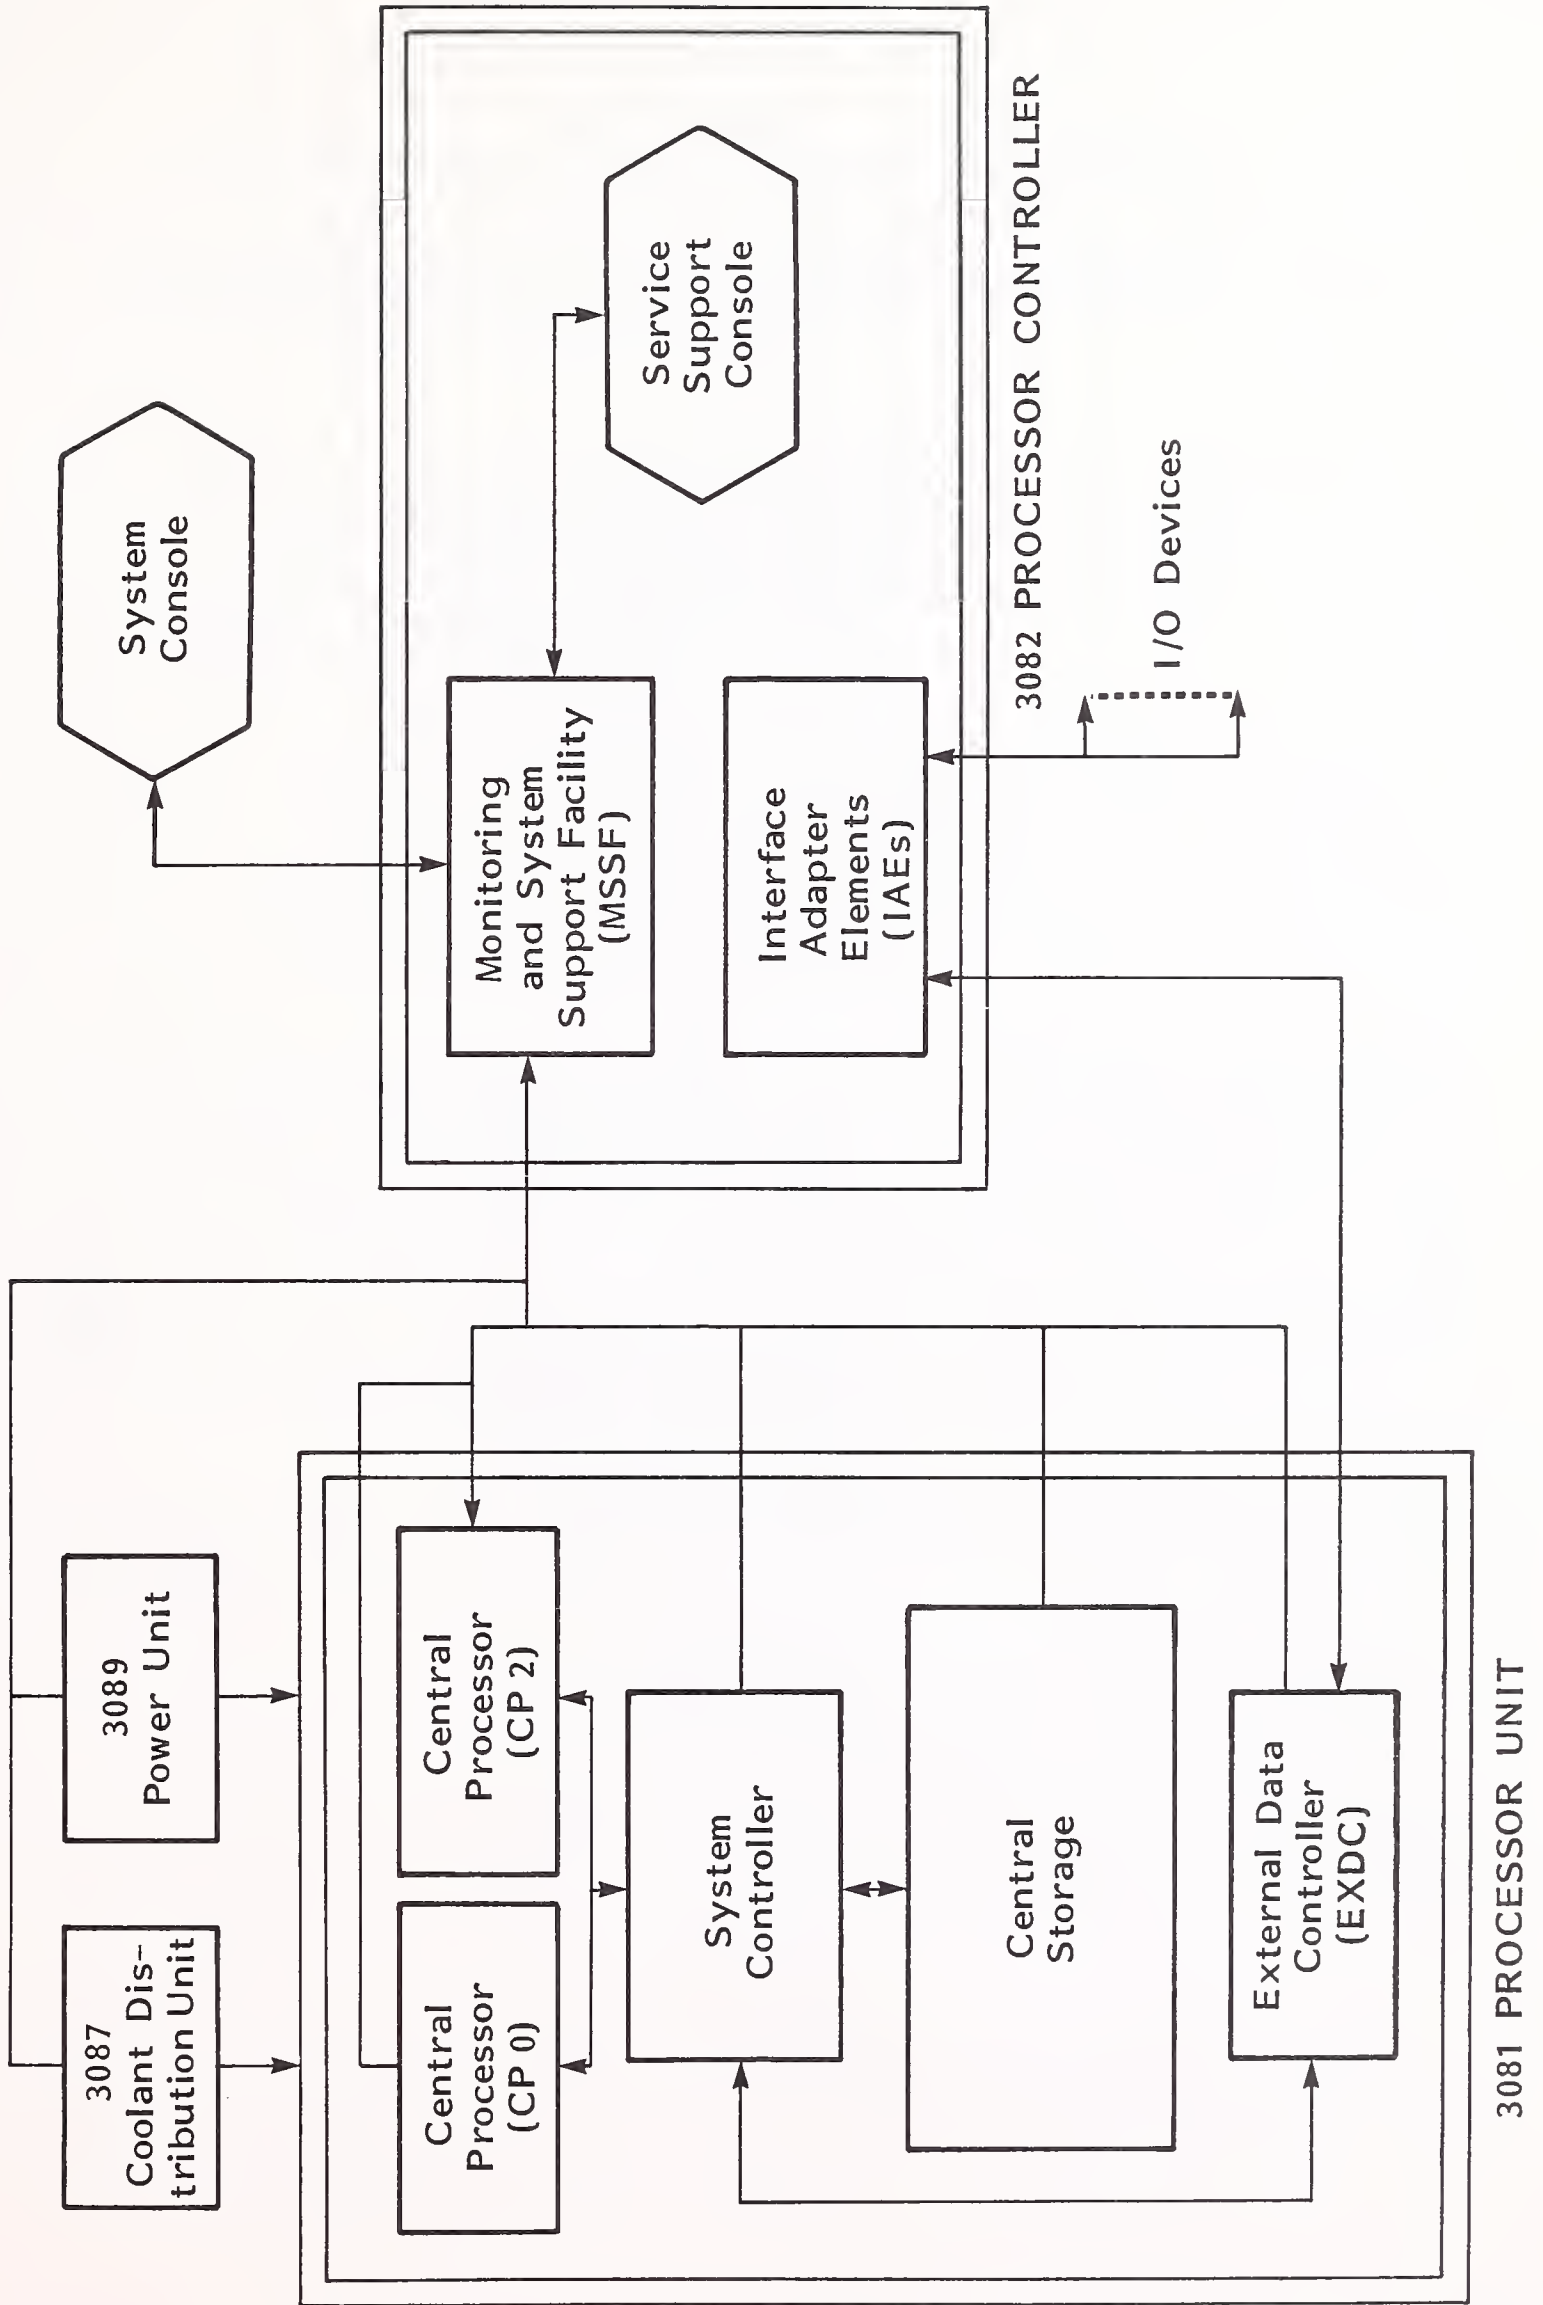 3087
Coolant Dis-
tribution Unit
3089
Power Unit
System
Console
Central
Processor
(CP 0)
Central
Processor
(CP 2)
System
Controller
Central
Storage
External Data
Controller
(EXDC)
3081 PROCESSOR UNIT
Monitoring
and System
Support Facility
(MSSF)
Service
Support
Console
Interface
Adapter
Elements
(IAEs)
3082 PROCESSOR CONTROLLER
I/O Devices